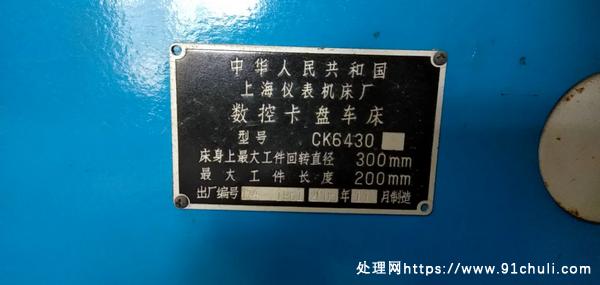 中华人民共和国
上海仪表机床厂
数控卡盘车床
型号 CK6430
床身上最大工件回转直径 300mm
最大工件长度 200mm
出厂编号 年 11 月制造
处理网https://www.91chuli.com